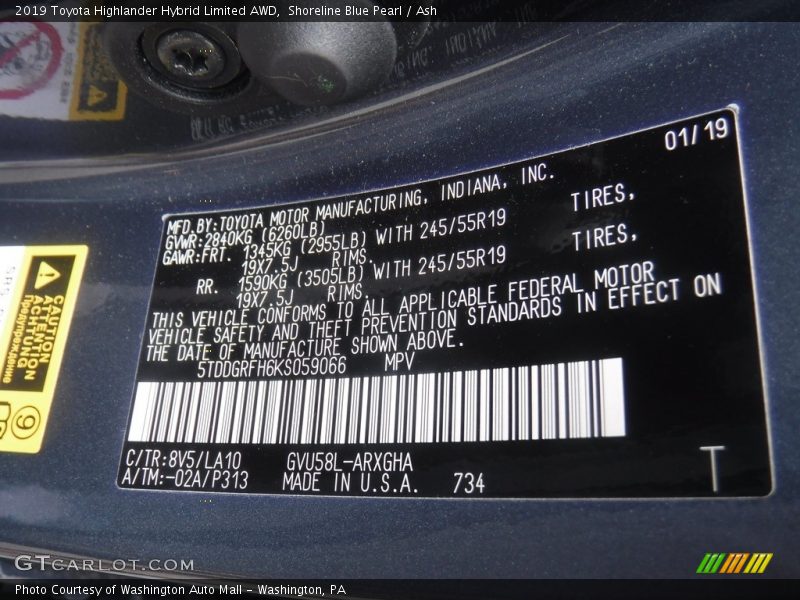 2019 Toyota Highlander Hybrid Limited AWD, Shoreline Blue Pearl / Ash
01/19
MFD.BY:TOYOTA MOTOR MANUFACTURING, INDIANA, INC.
GVWR:2840KG (6260LB)
GAWR:FRT. 1345KG (2955LB) WITH 245/55R19 TIRES,
19X7.5J RIMS.
RR. 1590KG (3505LB) WITH 245/55R19 TIRES,
19X7.5J RIMS.
THIS VEHICLE CONFORMS TO ALL APPLICABLE FEDERAL MOTOR
VEHICLE SAFETY AND THEFT PREVENTION STANDARDS IN EFFECT ON
THE DATE OF MANUFACTURE SHOWN ABOVE.
5TDDGRFH6KS059066 MPV
C/TR:8V5/LA10 GVU58L-ARXGHA
A/TM:-02A/P313 MADE IN U.S.A. 734
T
CAUTION
ATTENTION
ACHTUNG
GTCARLOT.COM
Photo Courtesy of Washington Auto Mall - Washington, PA